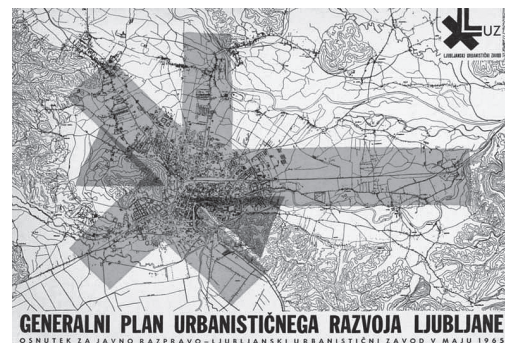 LUZ
LJUBLJANSKI URBANISTIČNI ZAVOD
GENERALNI PLAN URBANISTIČNEGA RAZVOJA LJUBLJANE
OSNUTEK ZA JAVNO RAZPRAVO–LJUBLJANSKI URBANISTIČNI ZAVOD V MAJU 1965